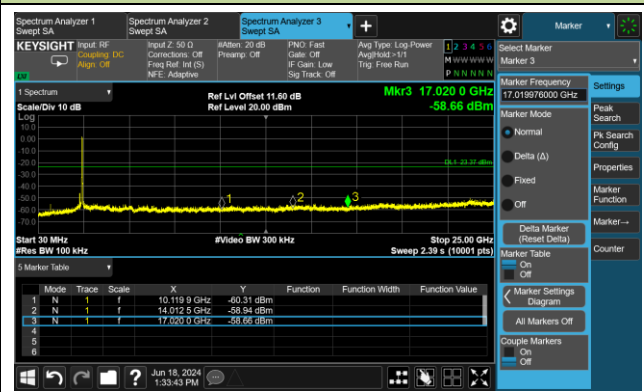 Spectrum Analyzer 1
Swept SA
Spectrum Analyzer 2
Swept SA
Spectrum Analyzer 3
Swept SA
Marker
KEYSIGHT
Input: RF
Coupling: DC
Align: Off
Input Z: 50 Ω
Corrections: Off
Freq Ref: Int (S)
NFE: Adaptive
#Atten: 20 dB
Preamp: Off
PNO: Fast
Gate: Off
IF Gain: Low
Sig Track: Off
Avg Type: Log-Power
Avg|Hold:>1/1
Trig: Free Run
1 2 3 4 5 6
M W W W W W
P N N N N N
Select Marker
Marker 3
1 Spectrum
Scale/Div 10 dB
Ref Lvl Offset 11.60 dB
Ref Level 20.00 dBm
Mkr3 17.020 0 GHz
-58.66 dBm
Log
10.0
0.00
-10.0
-20.0
-30.0
-40.0
-50.0
-60.0
-70.0
DL1 -23.37 dBm
1
2
3
Start 30 MHz
#Res BW 100 kHz
#Video BW 300 kHz
Stop 25.00 GHz
Sweep 2.39 s (10001 pts)
5 Marker Table
Mode Trace Scale X Y Function Function Width Function Value
1 N 1 f 10.119 9 GHz -60.31 dBm
2 N 1 f 14.012 5 GHz -58.94 dBm
3 N 1 f 17.020 0 GHz -58.66 dBm
4
5
6
Marker Frequency
17.019976000 GHz
Marker Mode
Normal
Delta (Δ)
Fixed
Off
Delta Marker
(Reset Delta)
Marker Table
On
Off
Marker Settings
Diagram
All Markers Off
Couple Markers
On
Off
Settings
Peak
Search
Pk Search
Config
Properties
Marker
Function
Marker→
Counter
Jun 18, 2024
1:33:43 PM